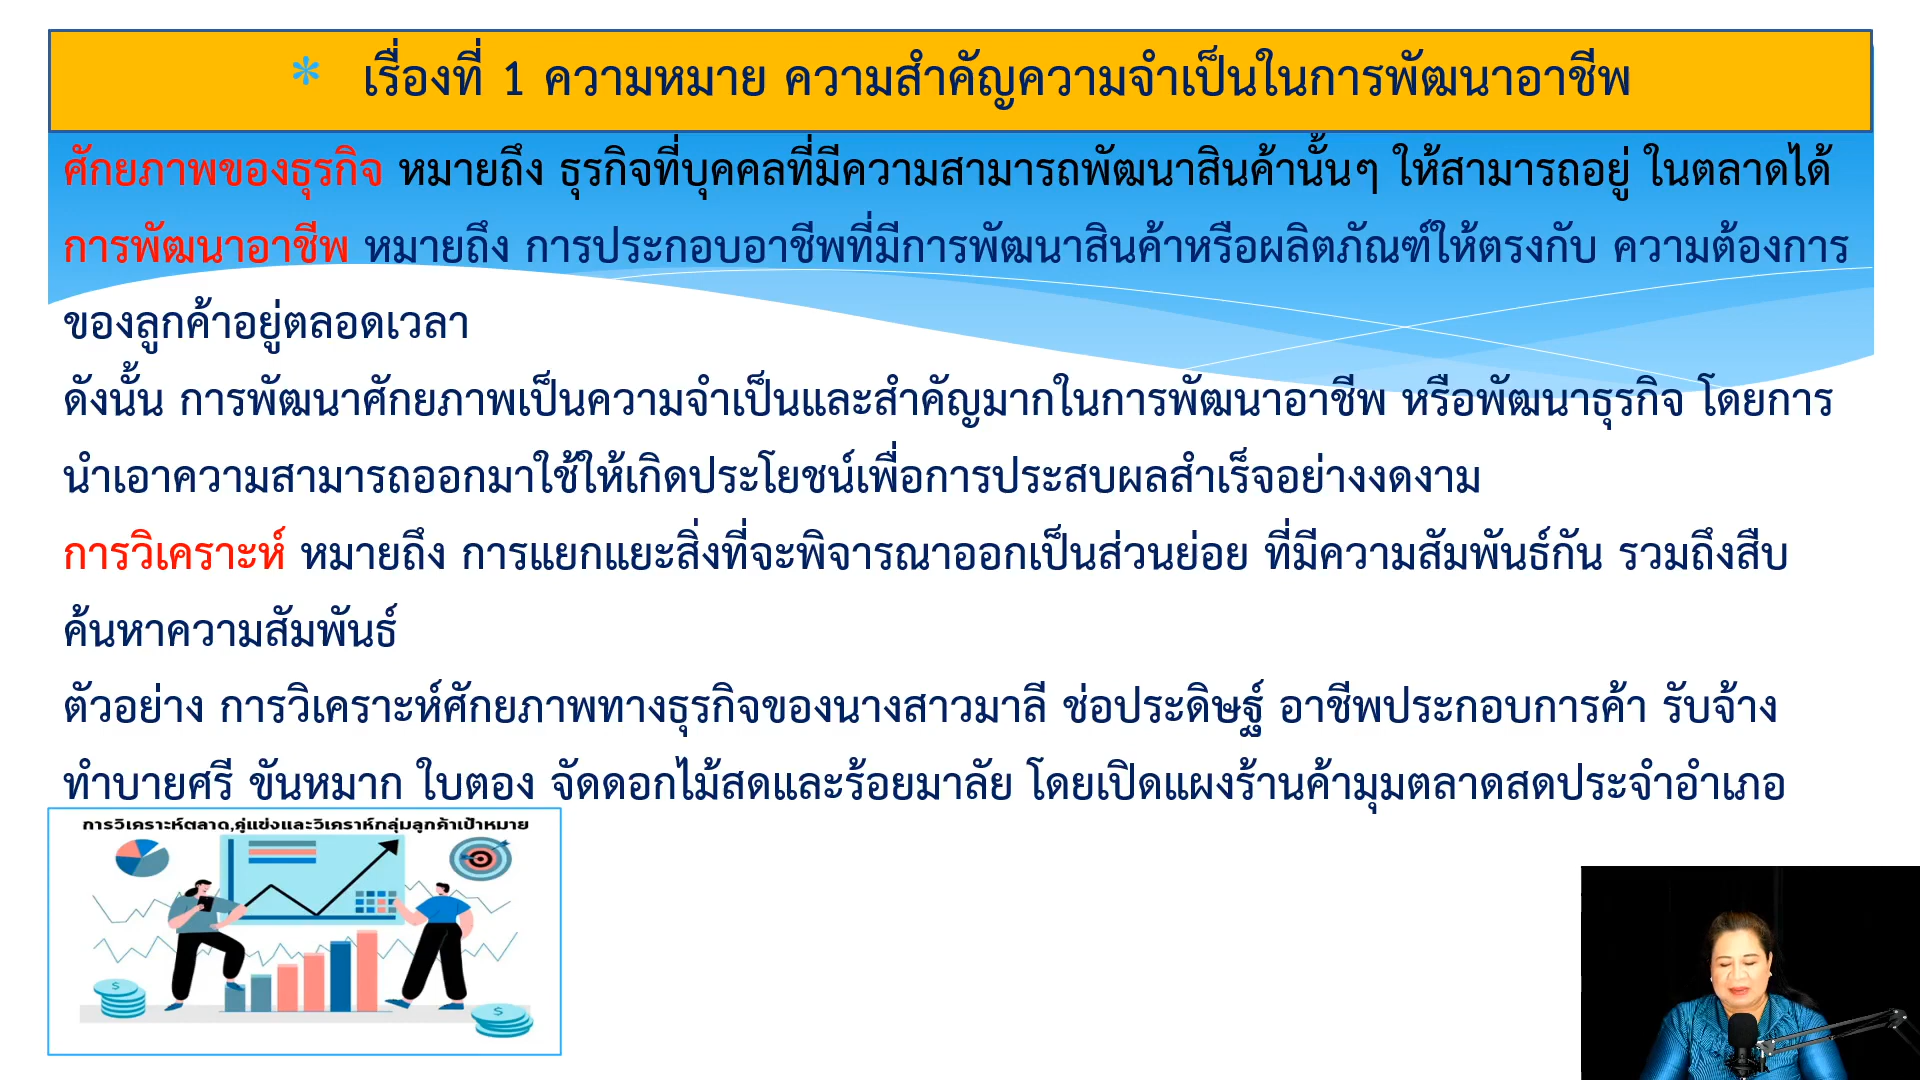 * เรื่องที่ 1 ความหมาย ความสำคัญความจำเป็นในการพัฒนาอาชีพ
ศักยภาพของธุรกิจ หมายถึง ธุรกิจที่บุคคลที่มีความสามารถพัฒนาสินค้านั้นๆ ให้สามารถอยู่ ในตลาดได้
การพัฒนาอาชีพ หมายถึง การประกอบอาชีพที่มีการพัฒนาสินค้าหรือผลิตภัณฑ์ให้ตรงกับ ความต้องการ
ของลูกค้าอยู่ตลอดเวลา
ดังนั้น การพัฒนาศักยภาพเป็นความจำเป็นและสำคัญมากในการพัฒนาอาชีพ หรือพัฒนาธุรกิจ โดยการ
นำเอาความสามารถออกมาใช้ให้เกิดประโยชน์เพื่อการประสบผลสำเร็จอย่างงดงาม
การวิเคราะห์ หมายถึง การแยกแยะสิ่งที่จะพิจารณาออกเป็นส่วนย่อย ที่มีความสัมพันธ์กัน รวมถึงสืบ
ค้นหาความสัมพันธ์
ตัวอย่าง การวิเคราะห์ศักยภาพทางธุรกิจของนางสาวมาลี ช่อประดิษฐ์ อาชีพประกอบการค้า รับจ้าง
ทำบายศรี ขันหมาก ใบตอง จัดดอกไม้สดและร้อยมาลัย โดยเปิดแผงร้านค้ามุมตลาดสดประจำอำเภอ
การวิเคราะห์ตลาด,คู่แข่งและวิเคราห์กลุ่มลูกค้าเป้าหมาย
$
$